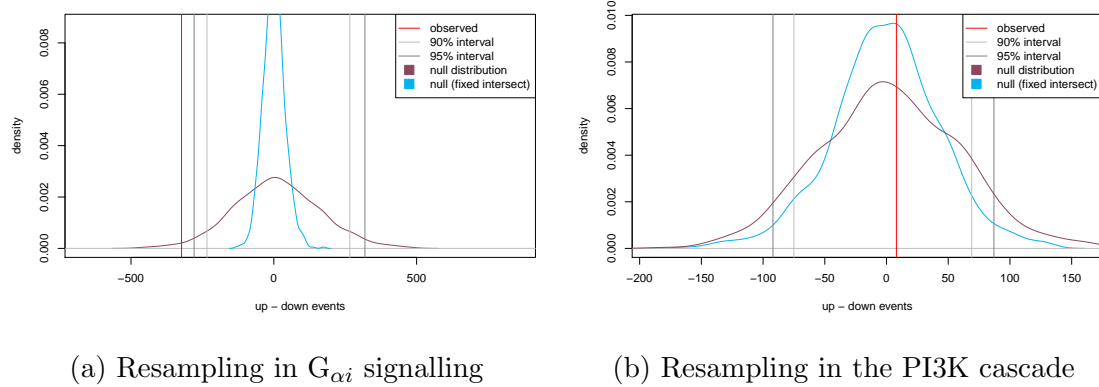 0.000 0.002 0.004 0.006 0.008
density
−500 0 500
up − down events
observed
90% interval
95% interval
null distribution
null (fixed intersect)
(a) Resampling in Gαi signalling
0.000 0.002 0.004 0.006 0.008 0.010
density
−200 −150 −100 −50 0 50 100 150
up − down events
observed
90% interval
95% interval
null distribution
null (fixed intersect)
(b) Resampling in the PI3K cascade